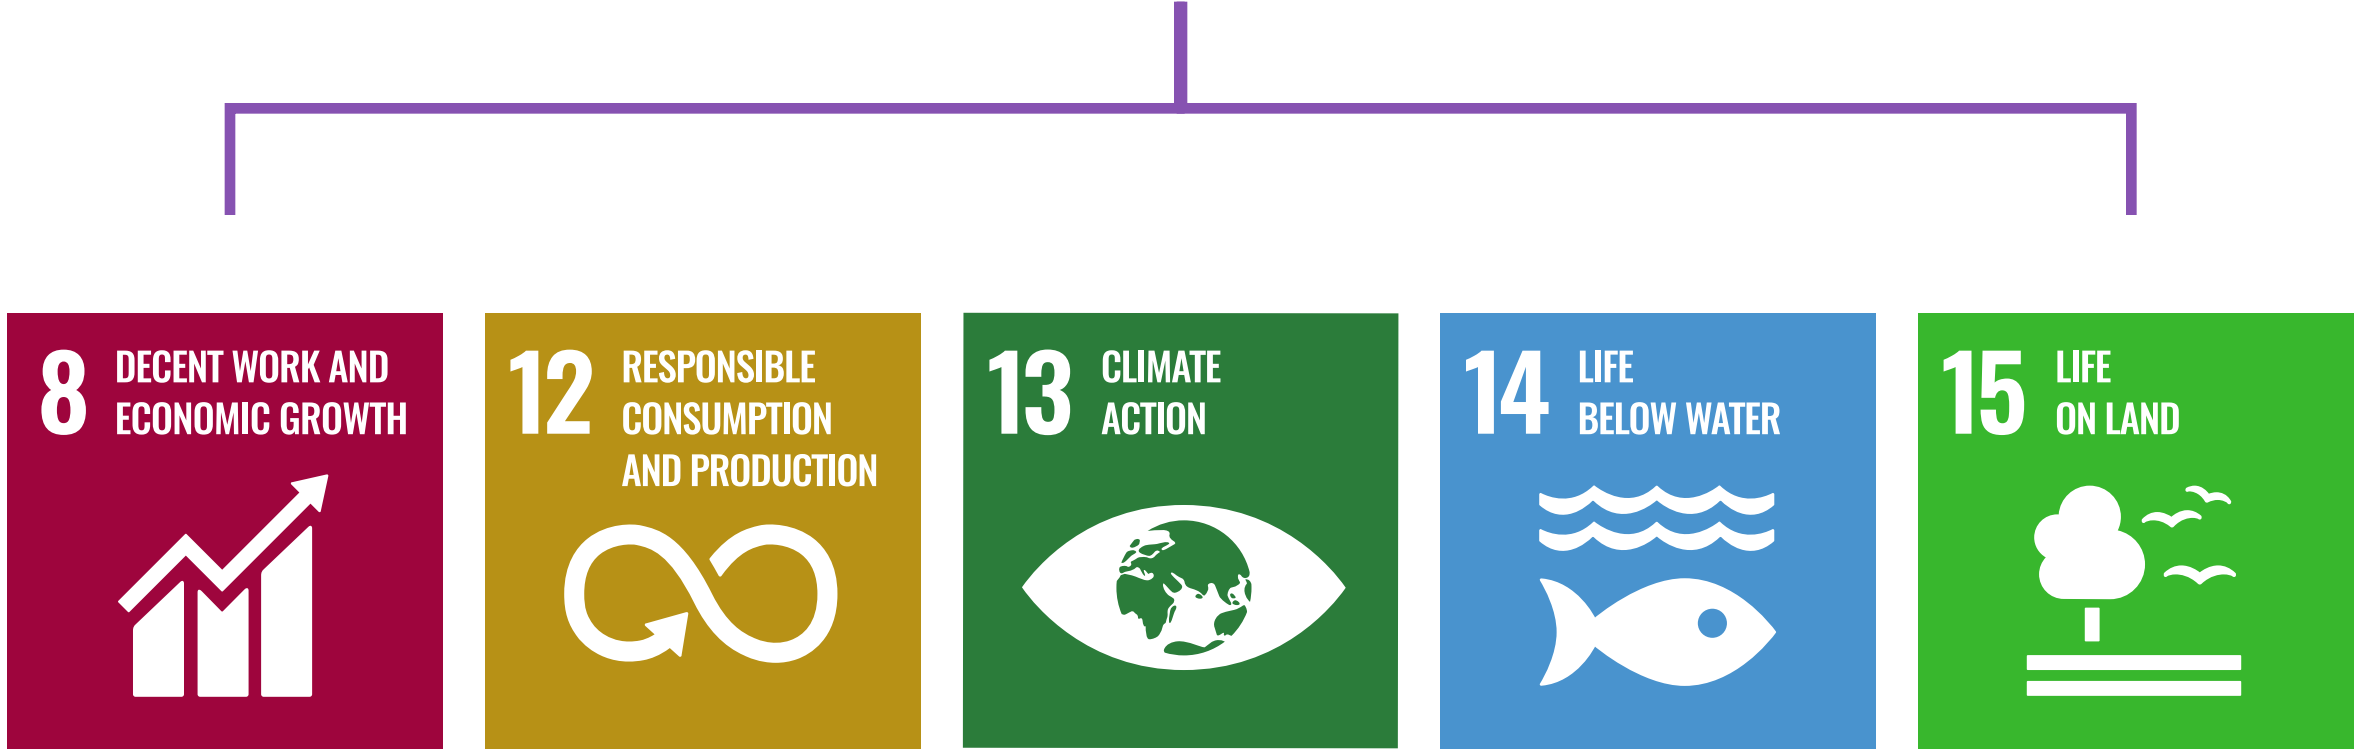 8 DECENT WORK AND
ECONOMIC GROWTH
12 RESPONSIBLE
CONSUMPTION
AND PRODUCTION
13 CLIMATE
ACTION
14 LIFE
BELOW WATER
15 LIFE
ON LAND